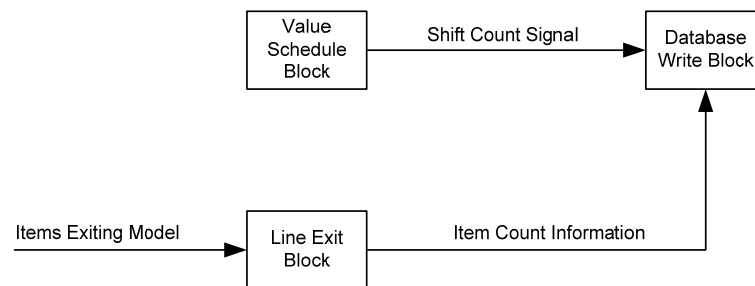 Value
Schedule
Block
Shift Count Signal
Database
Write Block
Items Exiting Model
Line Exit
Block
Item Count Information